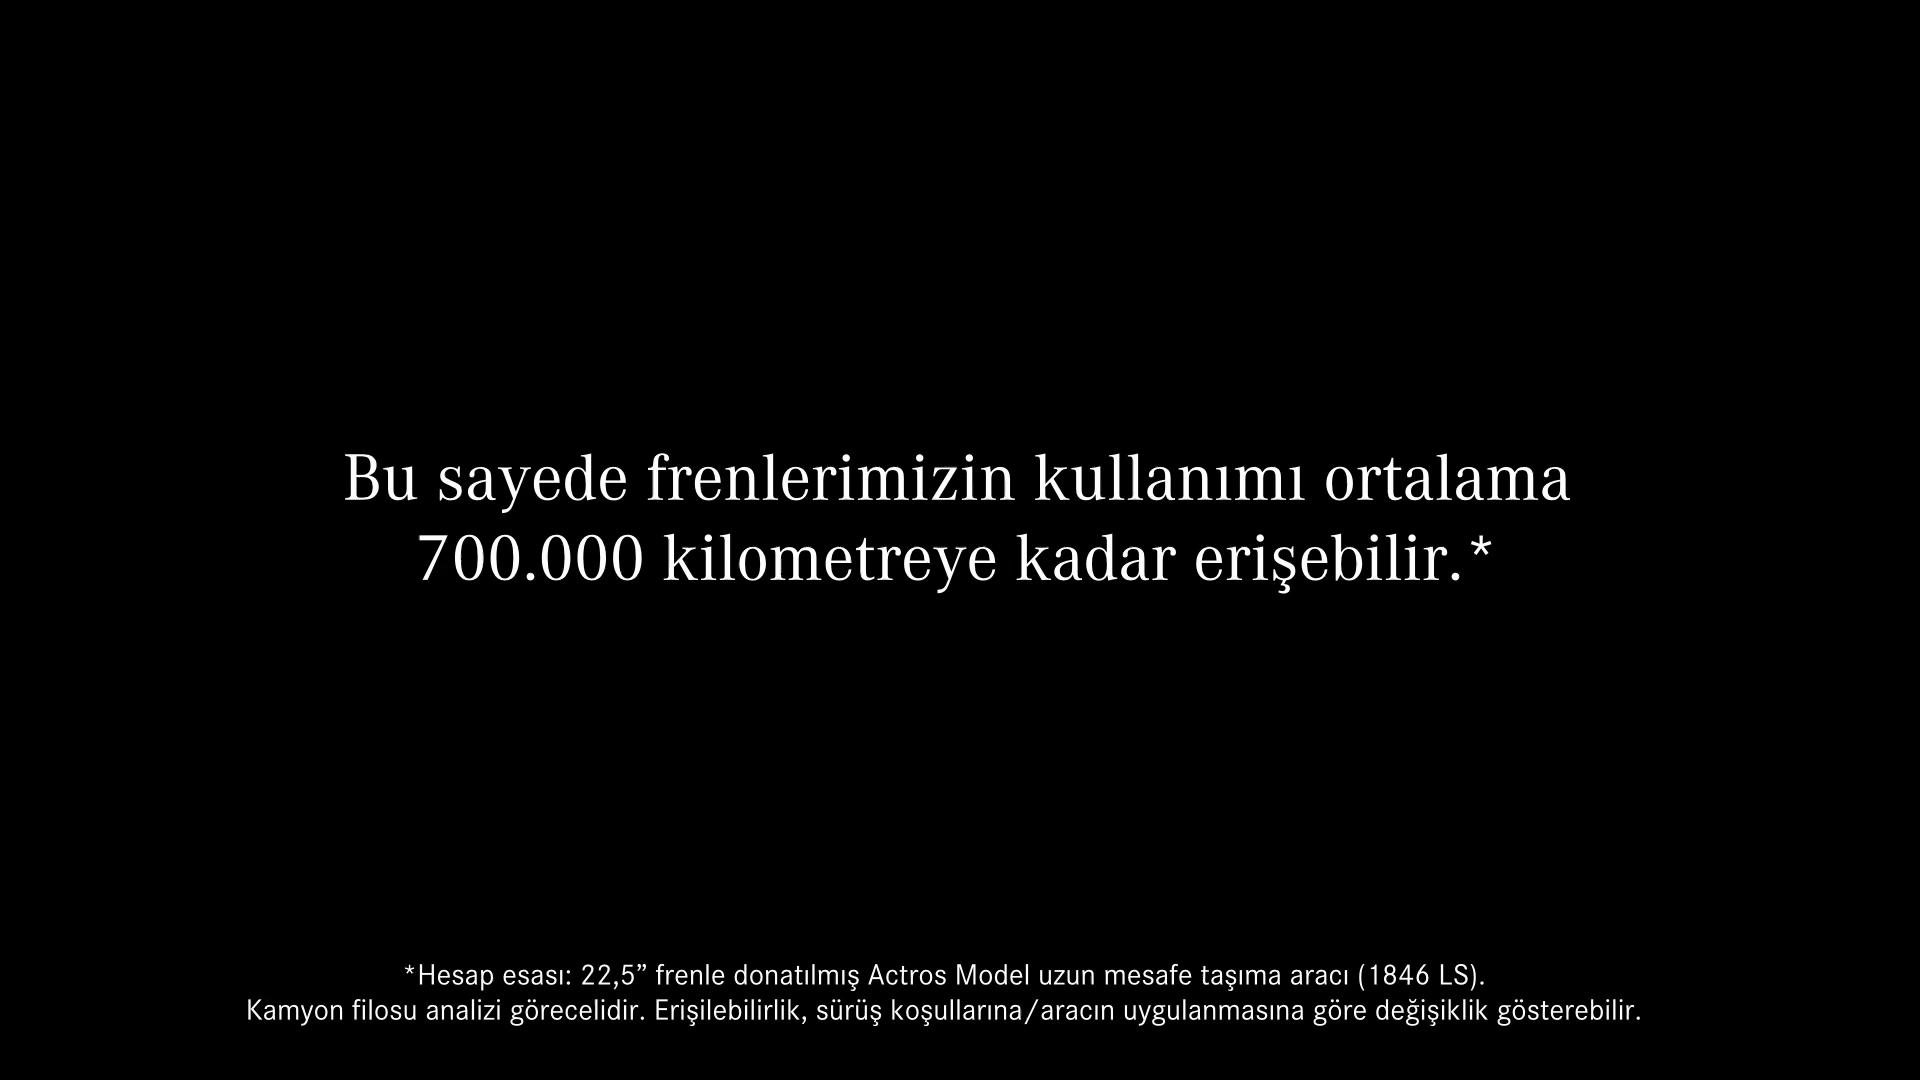 Bu sayede frenlerimizin kullanımı ortalama
700.000 kilometreye kadar erişebilir.*
*Hesap esası: 22,5” frenle donatılmış Actros Model uzun mesafe taşıma aracı (1846 LS).
Kamyon filosu analizi görecelidir. Erişilebilirlik, sürüş koşullarına/aracın uygulanmasına göre değişiklik gösterebilir.